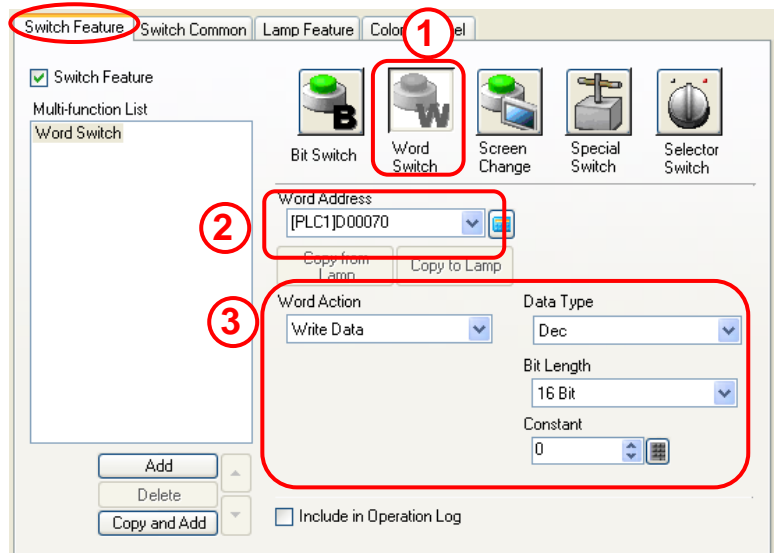 Switch Feature
Switch Common
Lamp Feature
1
Switch Feature
Multi-function List
Word Switch
B
Bit Switch
W
Word
Switch
Screen
Change
Special
Switch
Selector
Switch
2
Word Address
[PLC1]D00070
Copy from
Lamp
Copy to Lamp
3
Word Action
Write Data
Data Type
Dec
Bit Length
16 Bit
Constant
0
Add
Delete
Copy and Add
Include in Operation Log